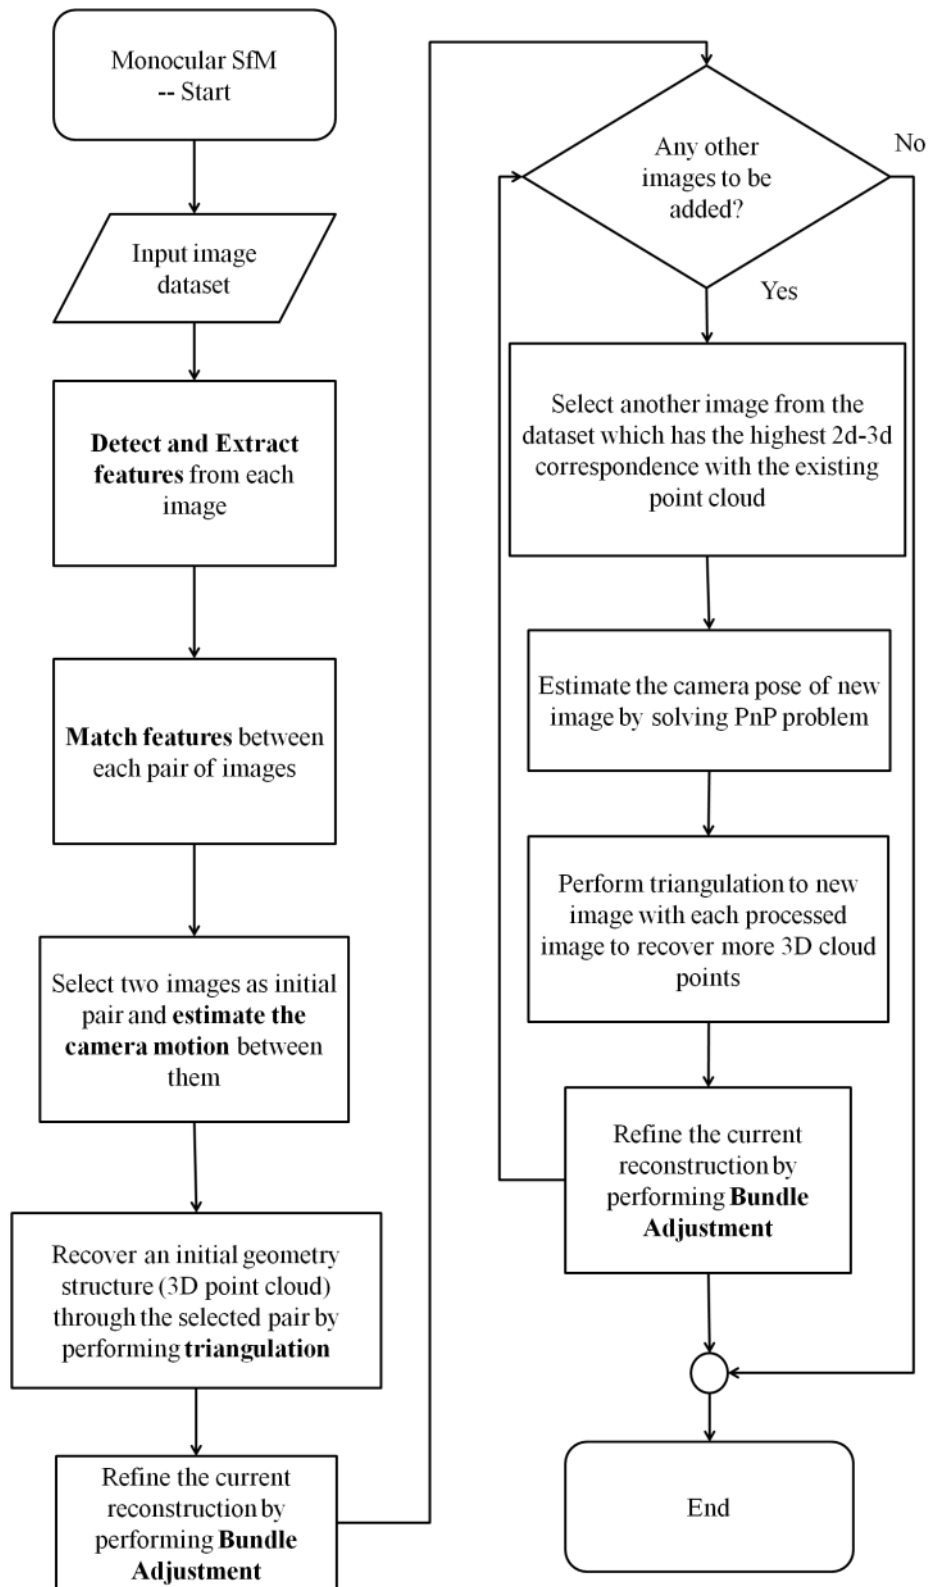 Monocular SfM
-- Start
Input image
dataset
Detect and Extract
features from each
image
Match features between
each pair of images
Select two images as initial
pair and estimate the
camera motion between
them
Recover an initial geometry
structure (3D point cloud)
through the selected pair by
performing triangulation
Refine the current
reconstruction by
performing Bundle
Adjustment
Any other
images to be
added?
No
Yes
Select another image from the
dataset which has the highest 2d-3d
correspondence with the existing
point cloud
Estimate the camera pose of new
image by solving PnP problem
Perform triangulation to new
image with each processed
image to recover more 3D cloud
points
Refine the current
reconstruction by
performing Bundle
Adjustment
End